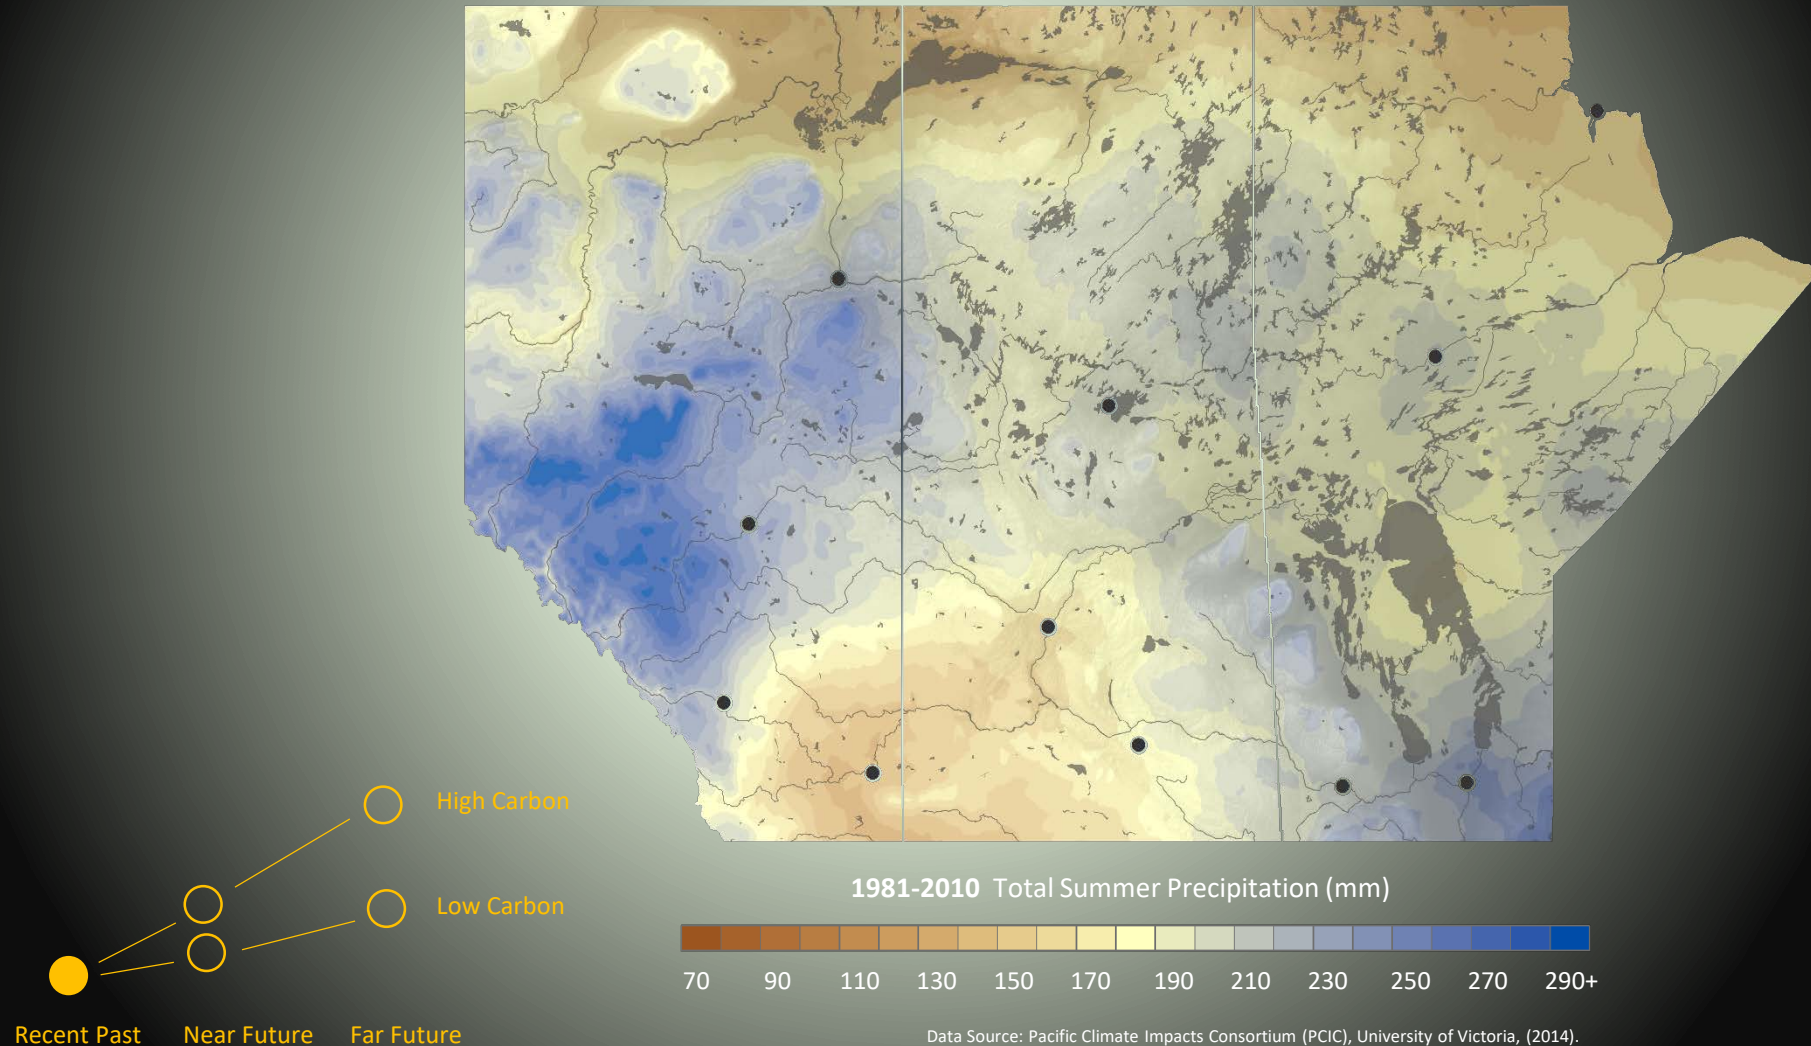 High Carbon
Low Carbon
1981-2010 Total Summer Precipitation (mm)
70 90 110 130 150 170 190 210 230 250 270 290+
Recent Past Near Future Far Future
Data Source: Pacific Climate Impacts Consortium (PCIC), University of Victoria, (2014).